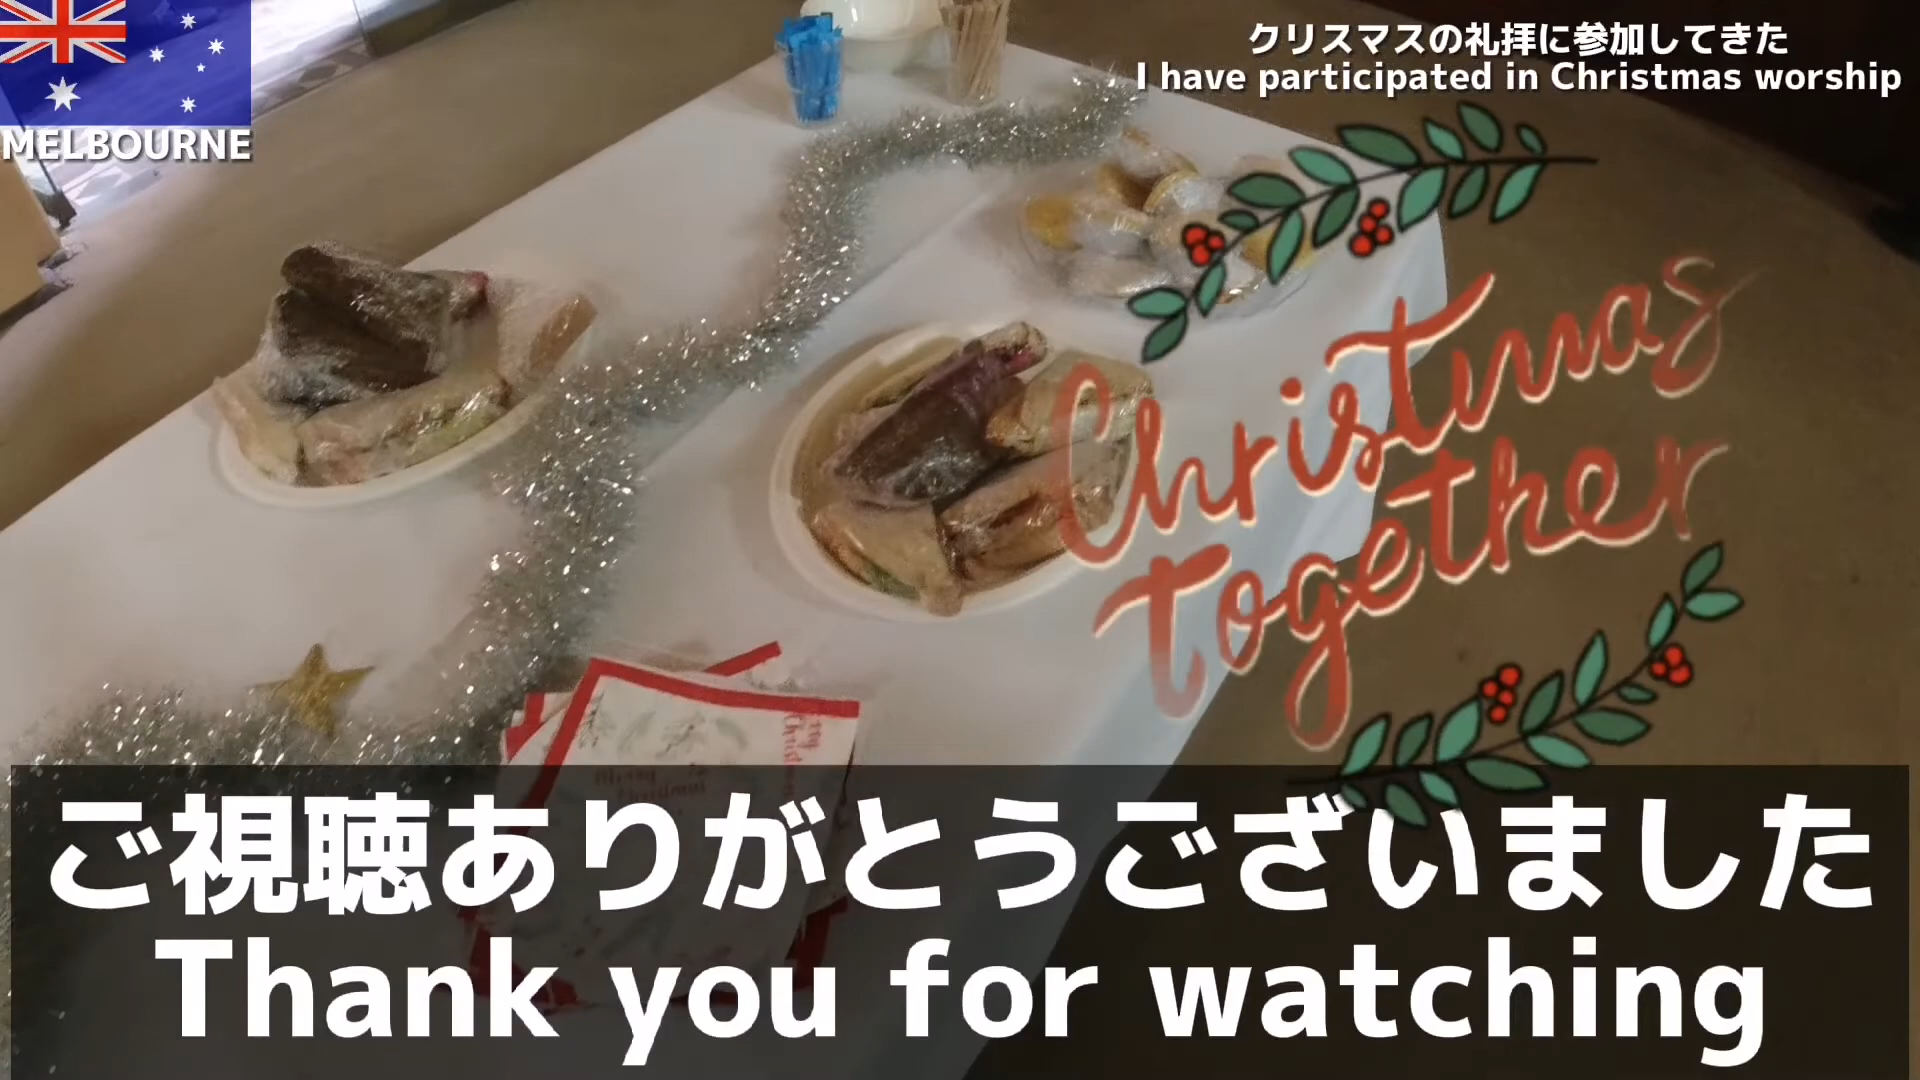 MELBOURNE
クリスマスの礼拝に参加してきた
I have participated in Christmas worship
Christmas
Together
Merry
Christmas
ご視聴ありがとうございました
Thank you for watching